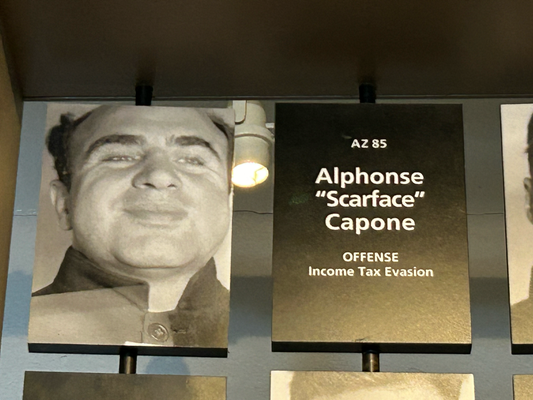 AZ 85
Alphonse
“Scarface”
Capone
OFFENSE
Income Tax Evasion